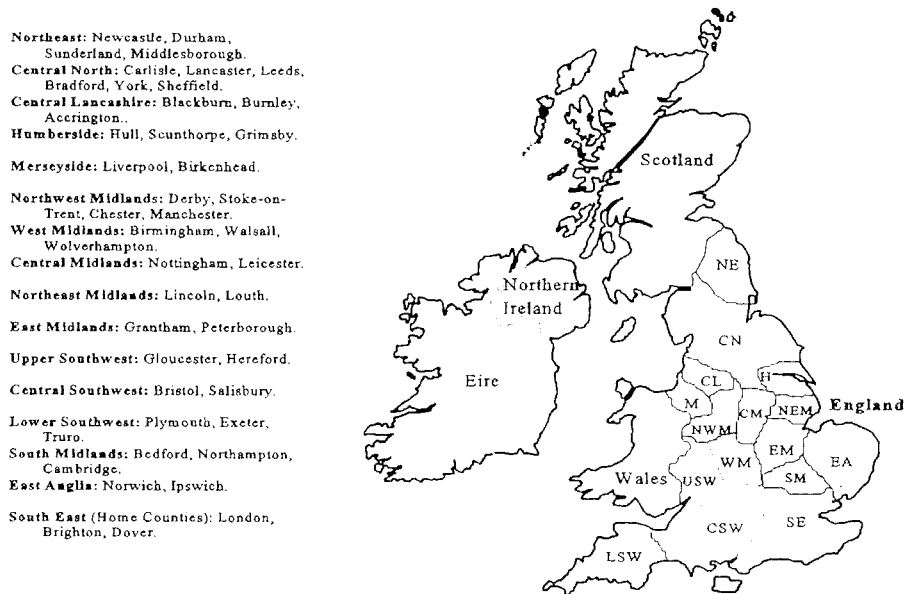 Northeast: Newcastle, Durham,
Sunderland, Middlesborough.
Central North: Carlisle, Lancaster, Leeds,
Bradford, York, Sheffield.
Central Lancashire: Blackburn, Burnley,
Accrington..
Humberside: Hull, Scunthorpe, Grimsby.
Merseyside: Liverpool, Birkenhead.
Northwest Midlands: Derby, Stoke-on-
Trent, Chester, Manchester.
West Midlands: Birmingham, Walsall,
Wolverhampton.
Central Midlands: Nottingham, Leicester.
Northeast Midlands: Lincoln, Louth.
East Midlands: Grantham, Peterborough.
Upper Southwest: Gloucester, Hereford.
Central Southwest: Bristol, Salisbury.
Lower Southwest: Plymouth, Exeter,
Truro.
South Midlands: Bedford, Northampton,
Cambridge.
East Anglia: Norwich, Ipswich.
South East (Home Counties): London,
Brighton, Dover.
Scotland
NE
Northern
Ireland
CN
Eire
CL
H
M
CM
NEM
England
NWM
EM
WM
EA
Wales
USW
SM
CSW
SE
LSW